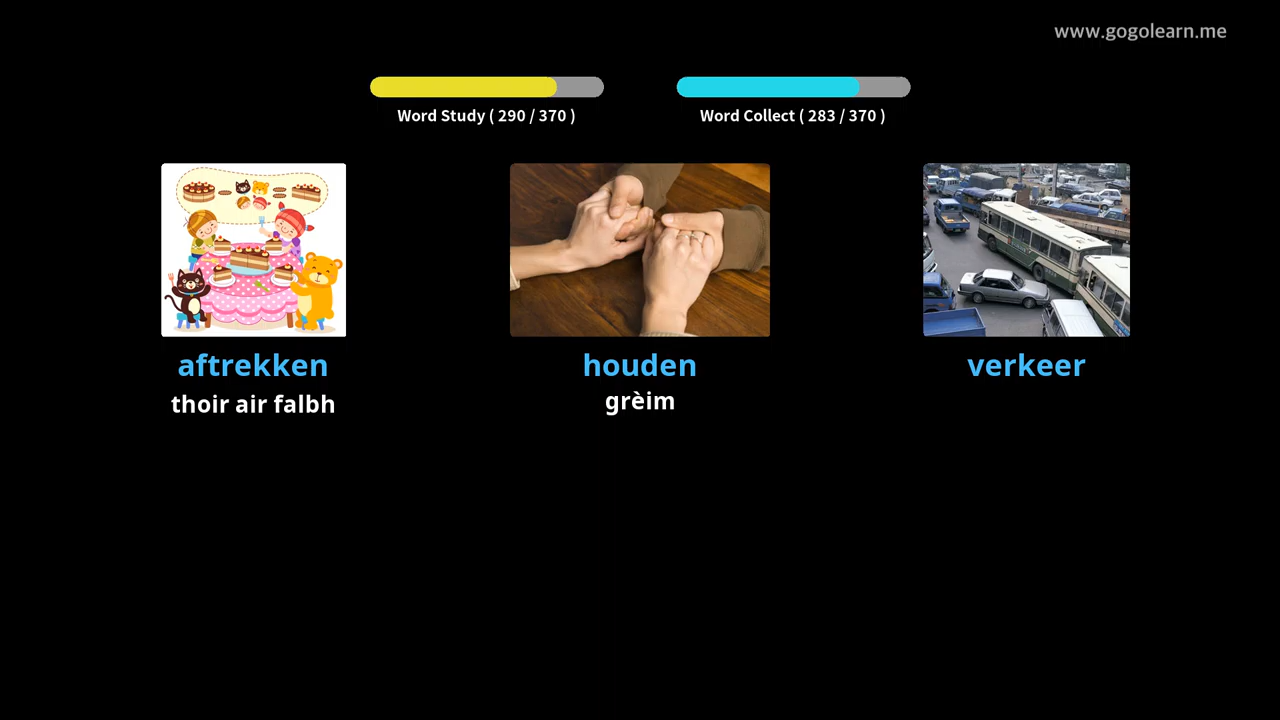 www.gogolearn.me
Word Study ( 290 / 370 )
Word Collect ( 283 / 370 )
aftrekken
thoir air falbh
houden
grèim
verkeer